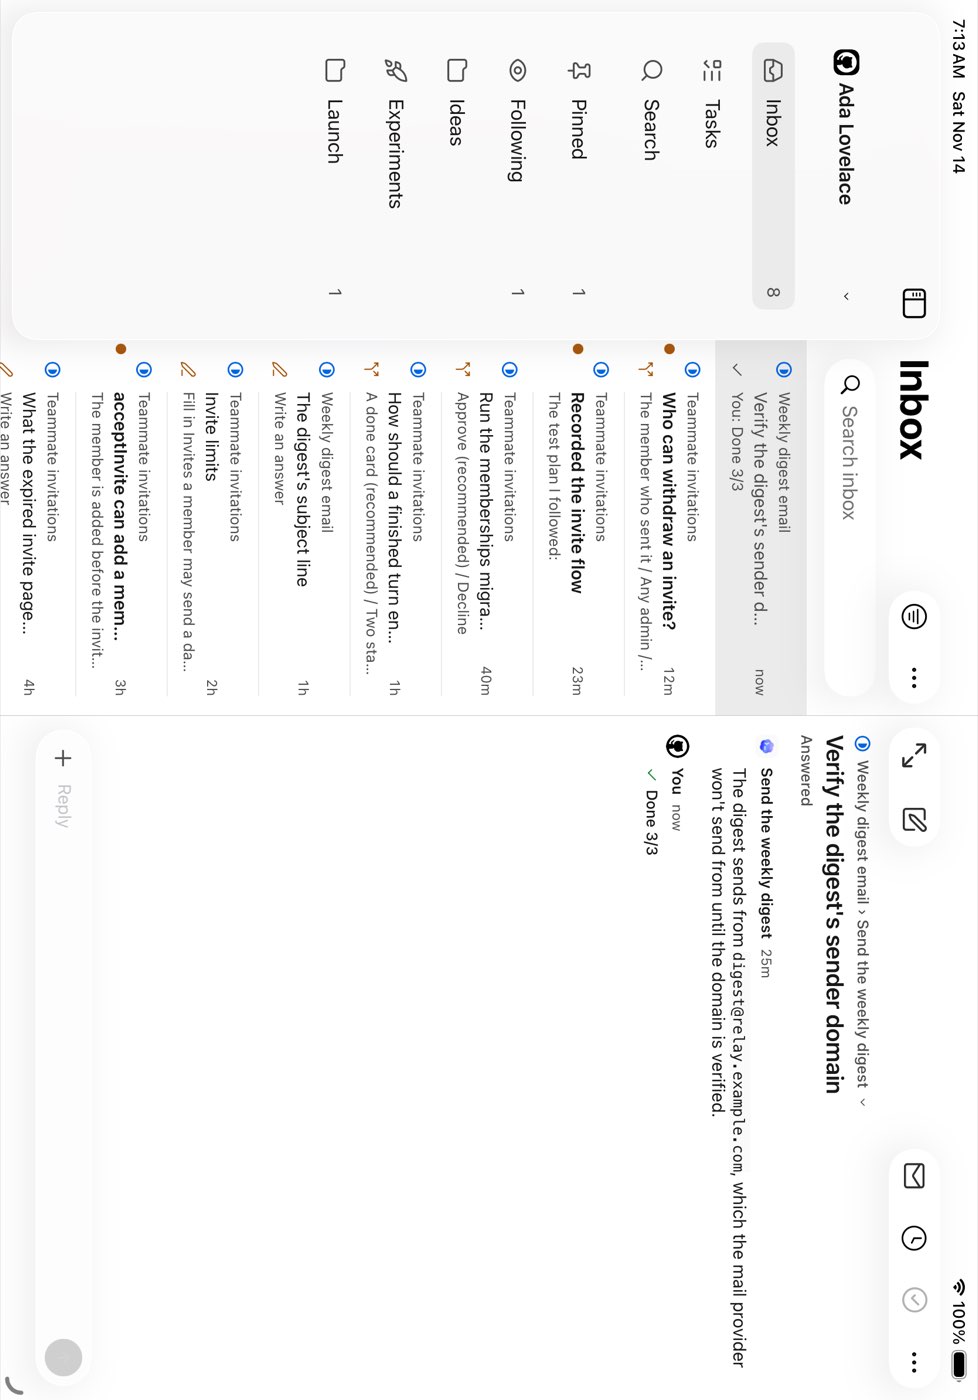 7:13 AM Sat Nov 14
100%
Ada Lovelace
Inbox 8
Tasks
Search
Pinned 1
Following 1
Ideas
Experiments
Launch 1
Inbox
Search inbox
Weekly digest email
Verify the digest's sender d... now
You: Done 3/3
Teammate invitations
Who can withdraw an invite? 12m
The member who sent it / Any admin /...
Teammate invitations
Recorded the invite flow 23m
The test plan I followed:
Teammate invitations
Run the memberships migra... 40m
Approve (recommended) / Decline
Teammate invitations
How should a finished turn en... 1h
A done card (recommended) / Two sta...
Weekly digest email
The digest's subject line 1h
Write an answer
Teammate invitations
Invite limits 2h
Fill in Invites a member may send a da...
Teammate invitations
acceptInvite can add a mem... 3h
The member is added before the invit...
Teammate invitations
What the expired invite page... 4h
Write an answer
Weekly digest email › Send the weekly digest
Verify the digest's sender domain
Answered
Send the weekly digest 25m
The digest sends from digest@relay.example.com, which the mail provider
won't send from until the domain is verified.
You now
Done 3/3
Reply